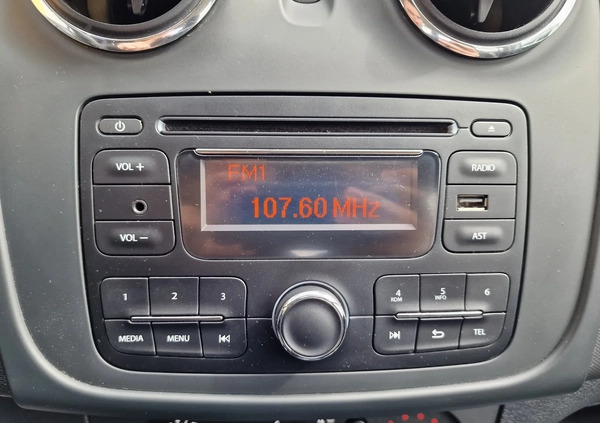 VOL +
FM1
RADIO
107.60 MHz
VOL −
AST
1 2 3
4 RDM
5 INFO
6
MEDIA MENU
TEL